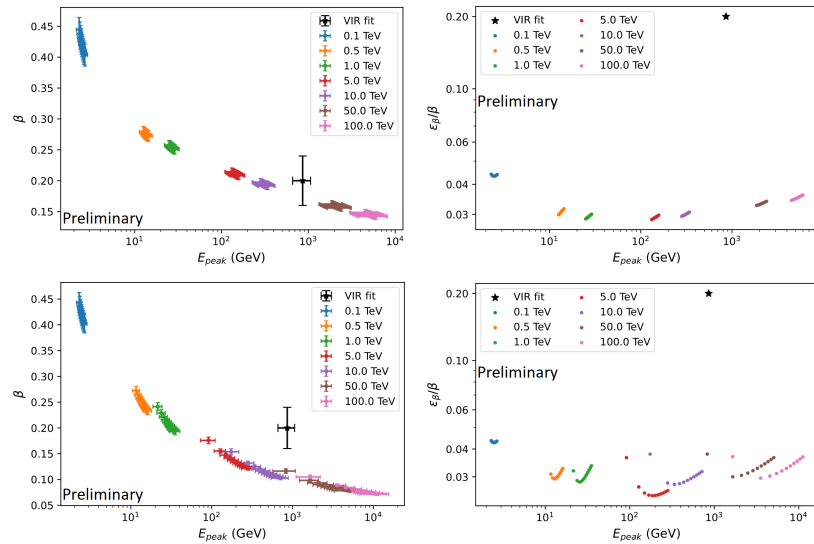 0.45
0.40
0.35
0.30
0.25
0.20
0.15
β
VIR fit
0.1 TeV
0.5 TeV
1.0 TeV
5.0 TeV
10.0 TeV
50.0 TeV
100.0 TeV
Preliminary
10¹ 10² 10³ 10⁴
E_peak (GeV)
0.20
0.10
0.06
0.04
0.03
ε_β/β
VIR fit 5.0 TeV
0.1 TeV 10.0 TeV
0.5 TeV 50.0 TeV
1.0 TeV 100.0 TeV
Preliminary
10¹ 10² 10³
E_peak (GeV)
0.45
0.40
0.35
0.30
0.25
0.20
0.15
0.10
0.05
β
VIR fit
0.1 TeV
0.5 TeV
1.0 TeV
5.0 TeV
10.0 TeV
50.0 TeV
100.0 TeV
Preliminary
10¹ 10² 10³ 10⁴
E_peak (GeV)
0.20
0.10
0.06
0.04
0.03
ε_β/β
VIR fit 5.0 TeV
0.1 TeV 10.0 TeV
0.5 TeV 50.0 TeV
1.0 TeV 100.0 TeV
Preliminary
10¹ 10² 10³ 10⁴
E_peak (GeV)